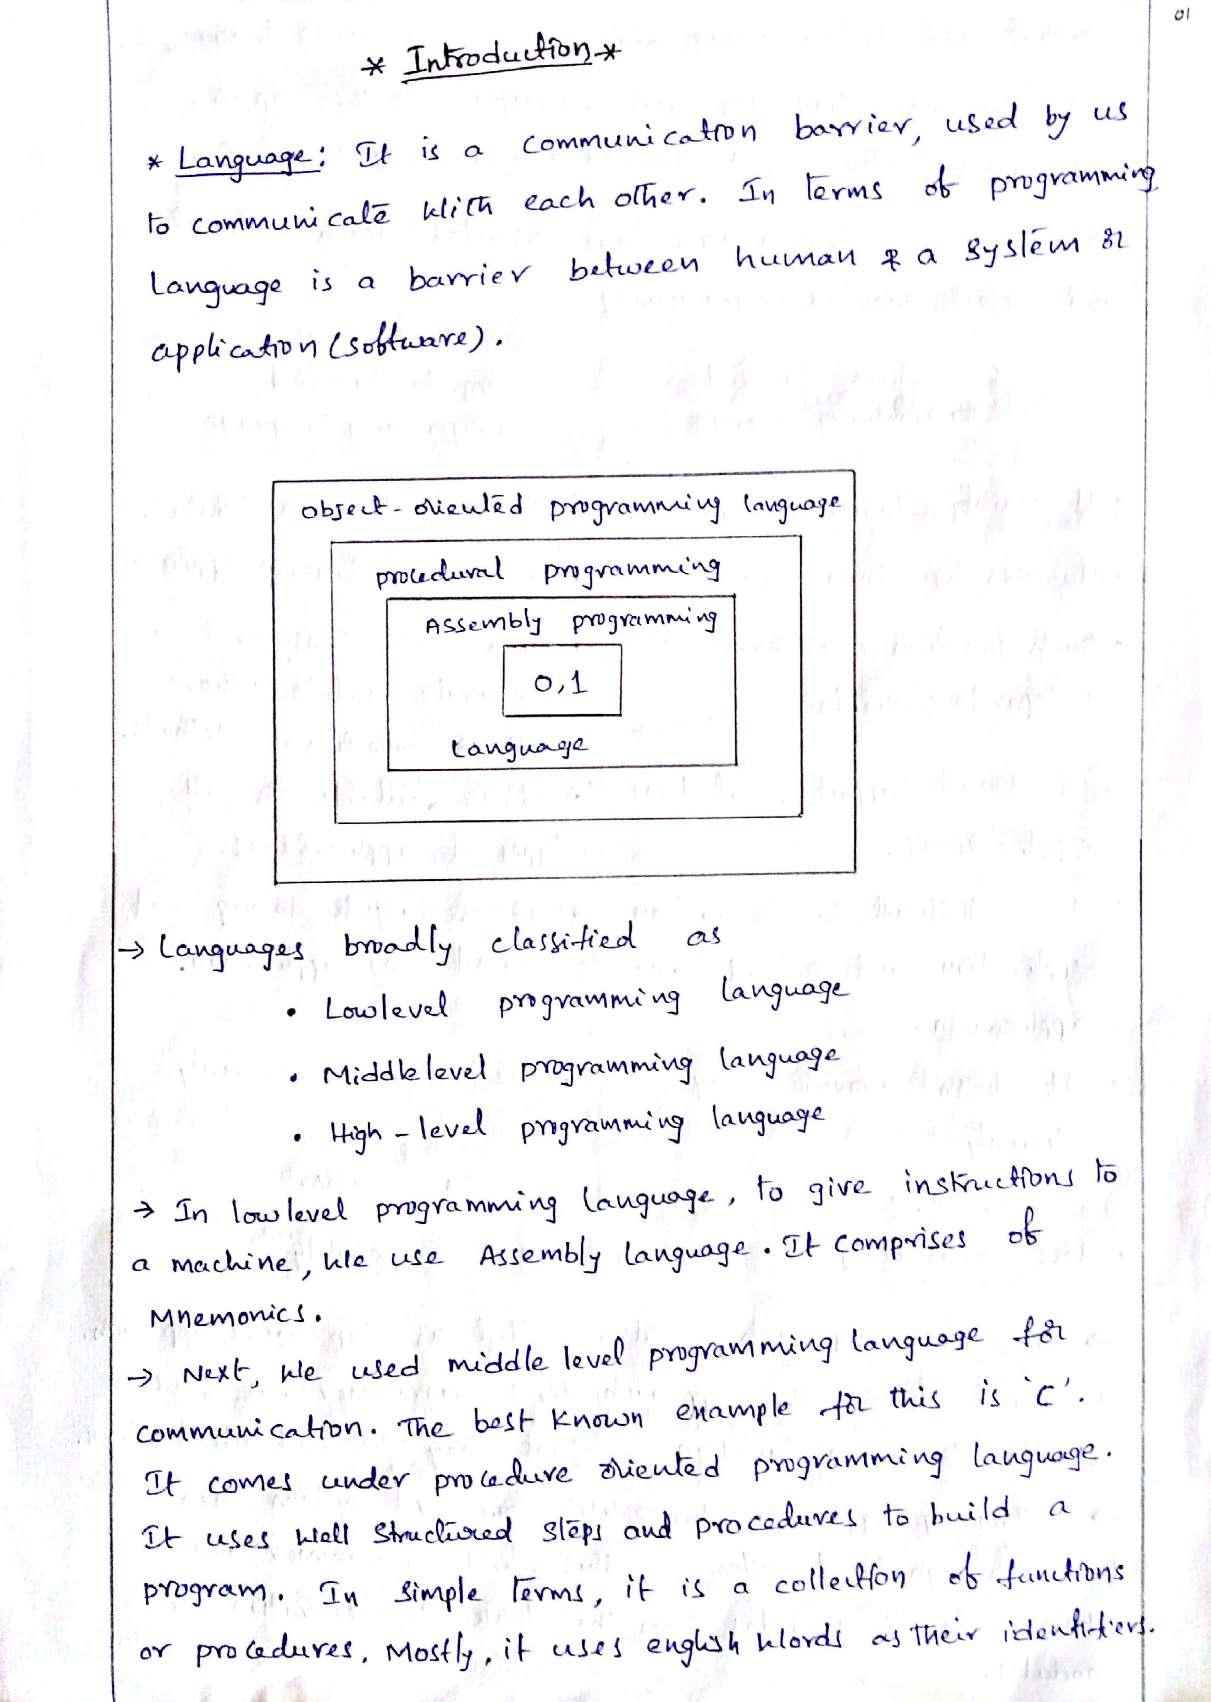 01
* Introduction *
* Language: It is a communication barrier, used by us
to communicate with each other. In terms of programming
language is a barrier between human & a system or
application (software).
object-oriented programming language
procedural programming
Assembly programming
0,1
language
→ Languages broadly classified as
• Lowlevel programming language
• Middle level programming language
• High-level programming language
→ In low level programming language, to give instructions to
a machine, we use Assembly language. It comprises of
Mnemonics.
→ Next, we used middle level programming language for
communication. The best known example for this is 'C'.
It comes under procedure oriented programming language.
It uses well structured steps and procedures to build a
program. In simple terms, it is a collection of functions
or procedures. Mostly, it uses english words as their identifiers.